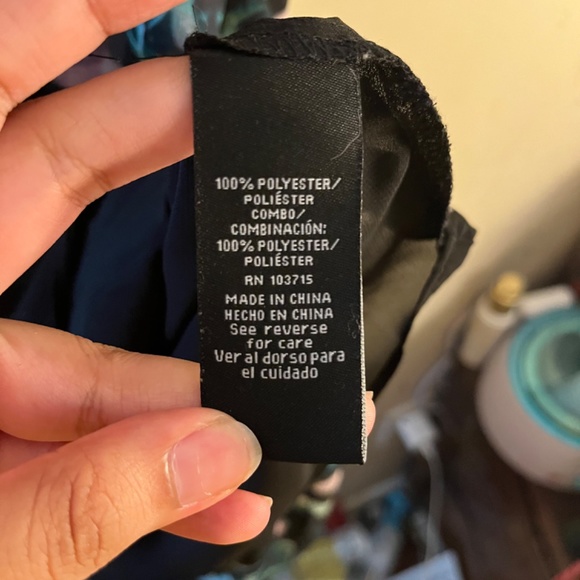 100% POLYESTER/
POLIÉSTER
COMBO/
COMBINACIÓN:
100% POLYESTER/
POLIÉSTER
RN 103715
MADE IN CHINA
HECHO EN CHINA
See reverse
for care
Ver al dorso para
el cuidado